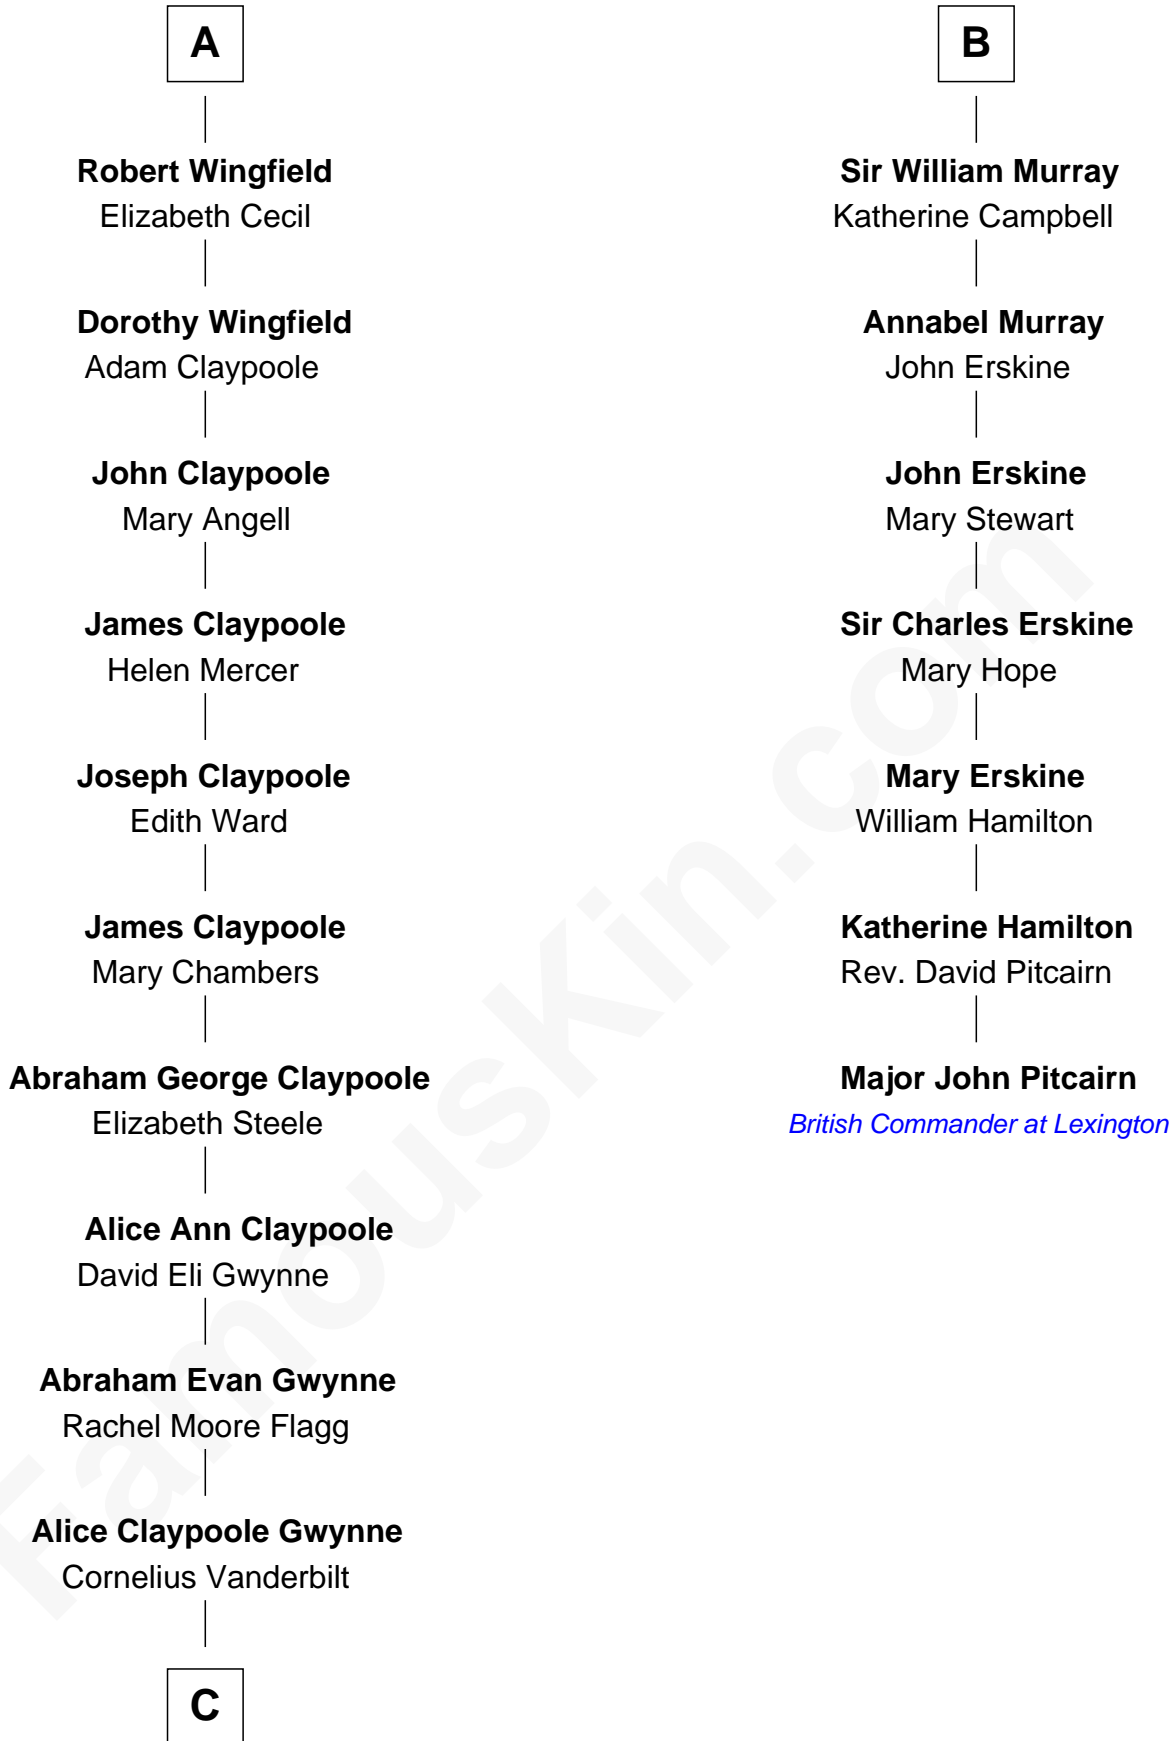 A
Robert Wingfield
Elizabeth Cecil
Dorothy Wingfield
Adam Claypoole
John Claypoole
Mary Angell
James Claypoole
Helen Mercer
Joseph Claypoole
Edith Ward
James Claypoole
Mary Chambers
Abraham George Claypoole
Elizabeth Steele
Alice Ann Claypoole
David Eli Gwynne
Abraham Evan Gwynne
Rachel Moore Flagg
Alice Claypoole Gwynne
Cornelius Vanderbilt
C
B
Sir William Murray
Katherine Campbell
Annabel Murray
John Erskine
John Erskine
Mary Stewart
Sir Charles Erskine
Mary Hope
Mary Erskine
William Hamilton
Katherine Hamilton
Rev. David Pitcairn
Major John Pitcairn
British Commander at Lexington
FamousKin.com